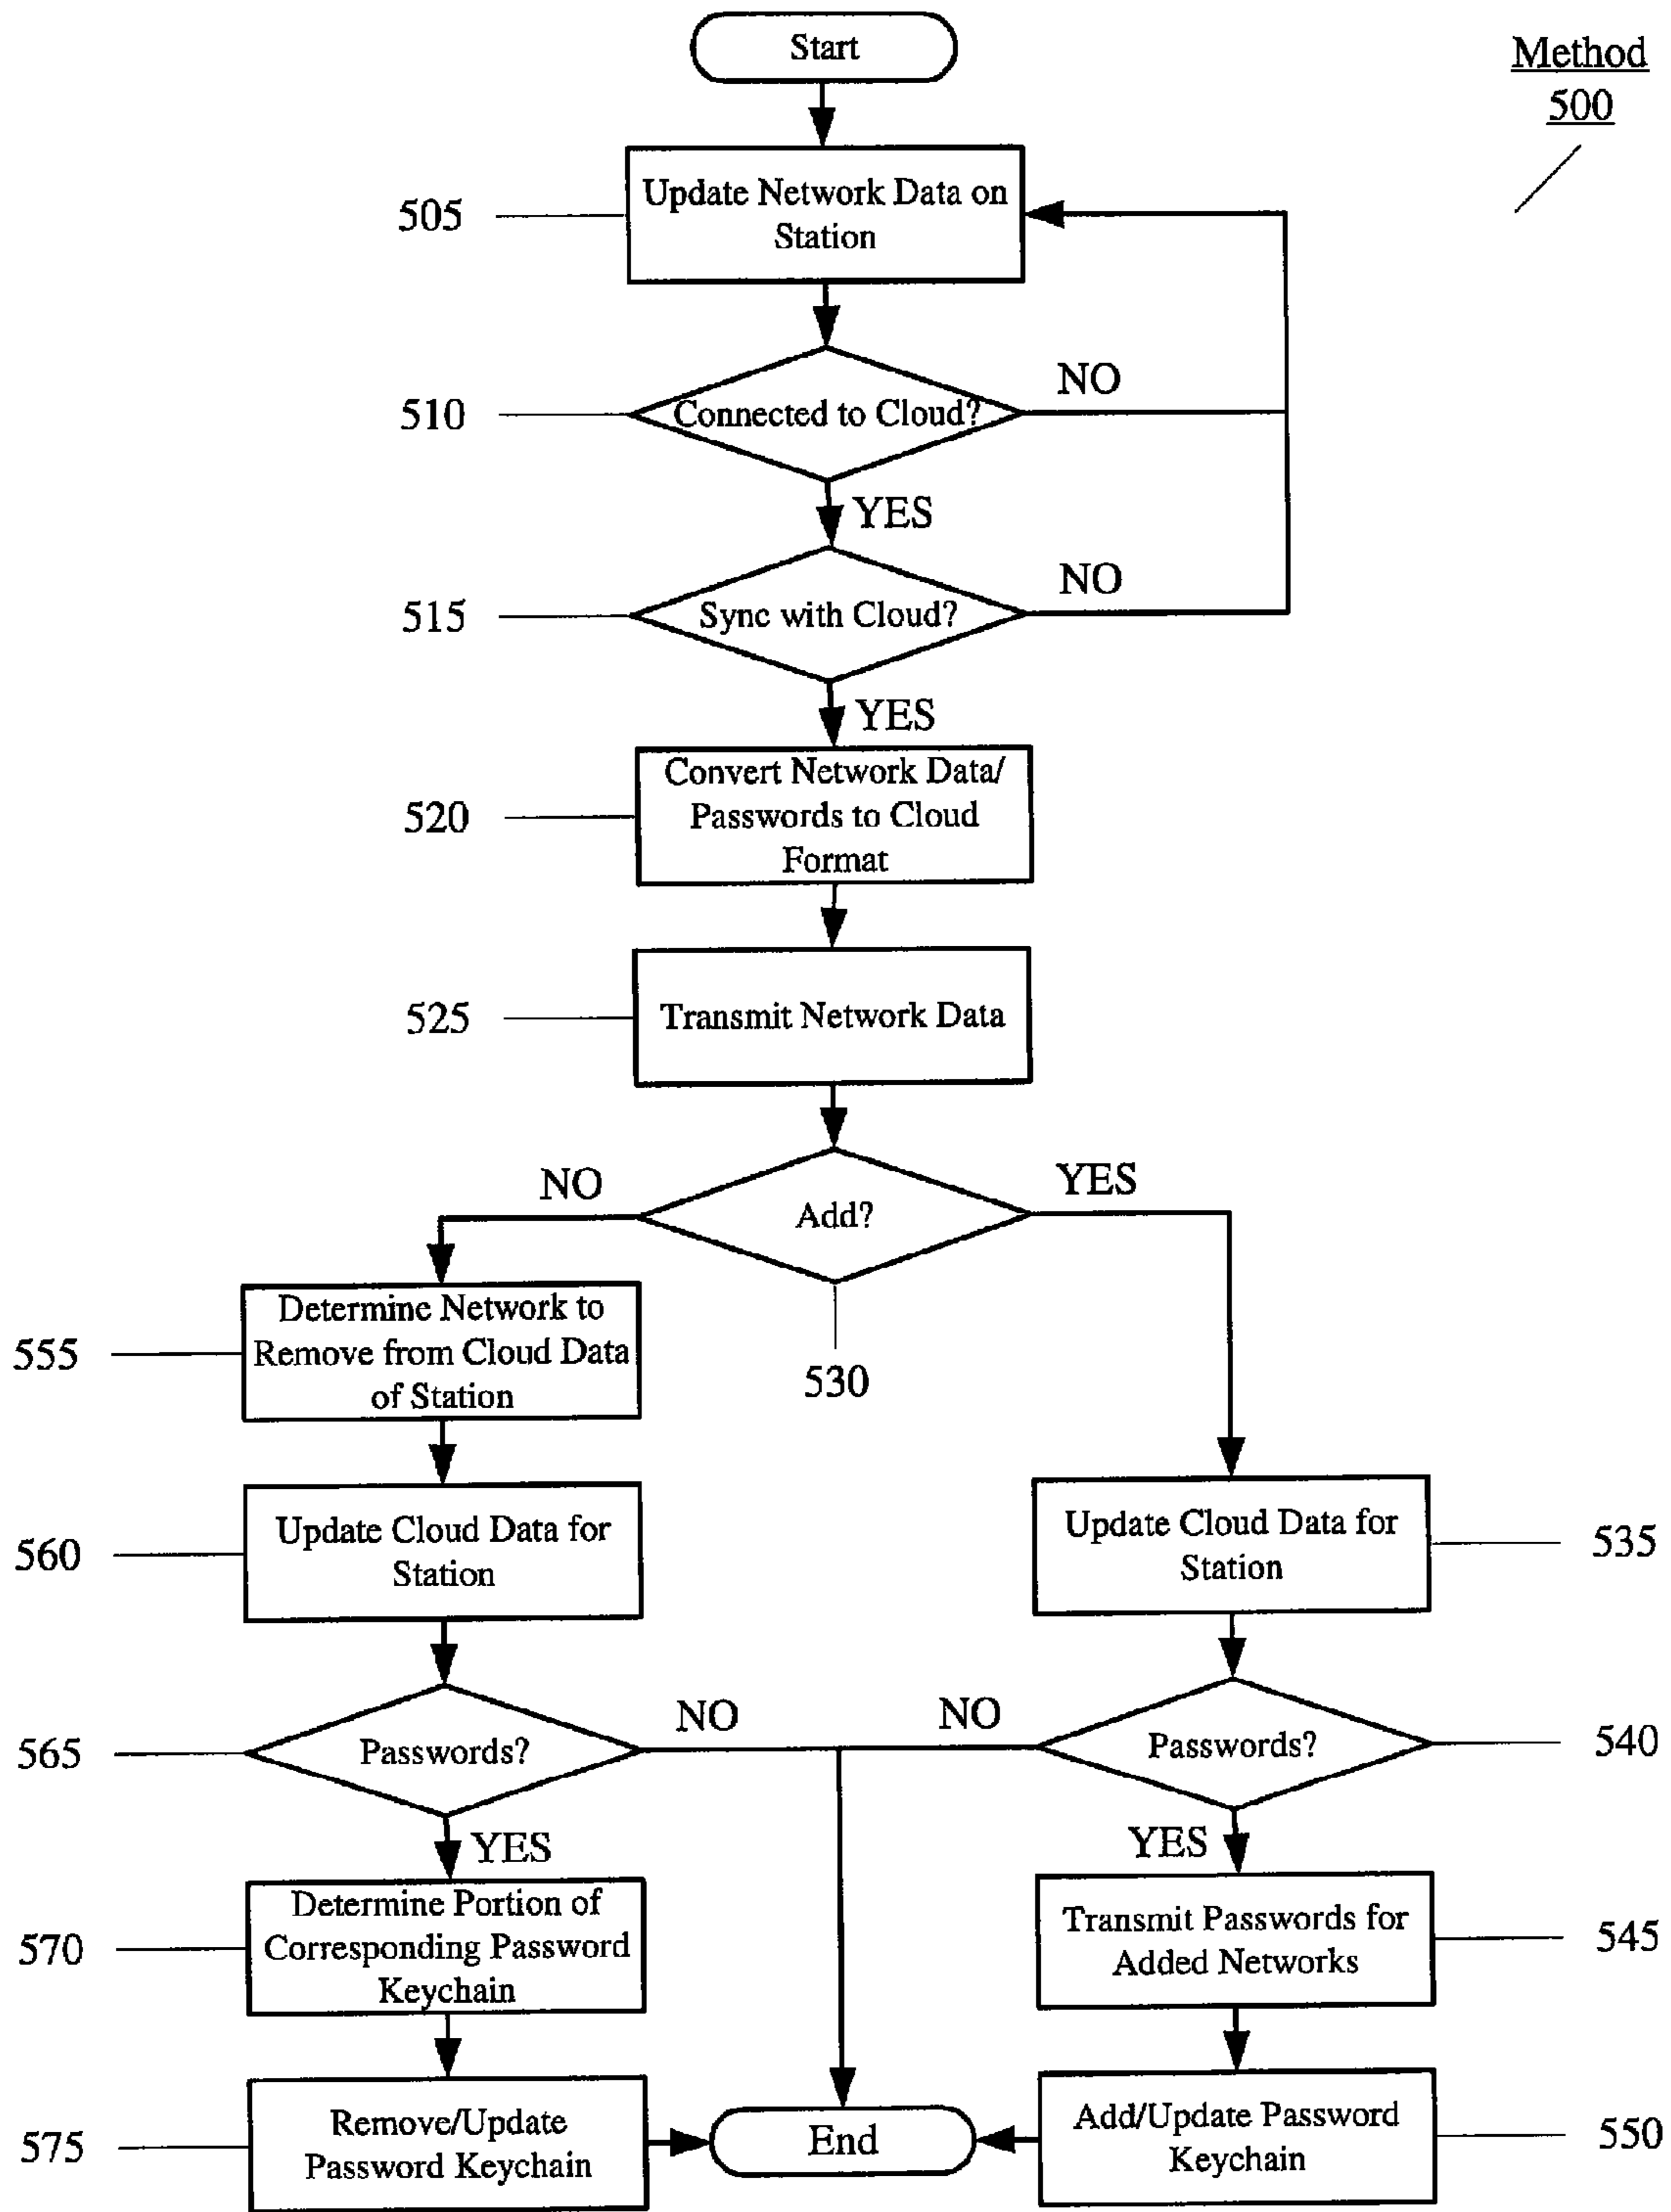 Start
Method
500
Update Network Data on
Station
505
NO
Connected to Cloud?
510
YES
NO
Sync with Cloud?
515
YES
Convert Network Data/
Passwords to Cloud
Format
520
Transmit Network Data
525
NO
YES
Add?
530
Determine Network to
Remove from Cloud Data
of Station
555
Update Cloud Data for
Station
560
Update Cloud Data for
Station
535
NO
NO
Passwords?
565
Passwords?
540
YES
YES
Determine Portion of
Corresponding Password
Keychain
570
Transmit Passwords for
Added Networks
545
Remove/Update
Password Keychain
575
End
Add/Update Password
Keychain
550